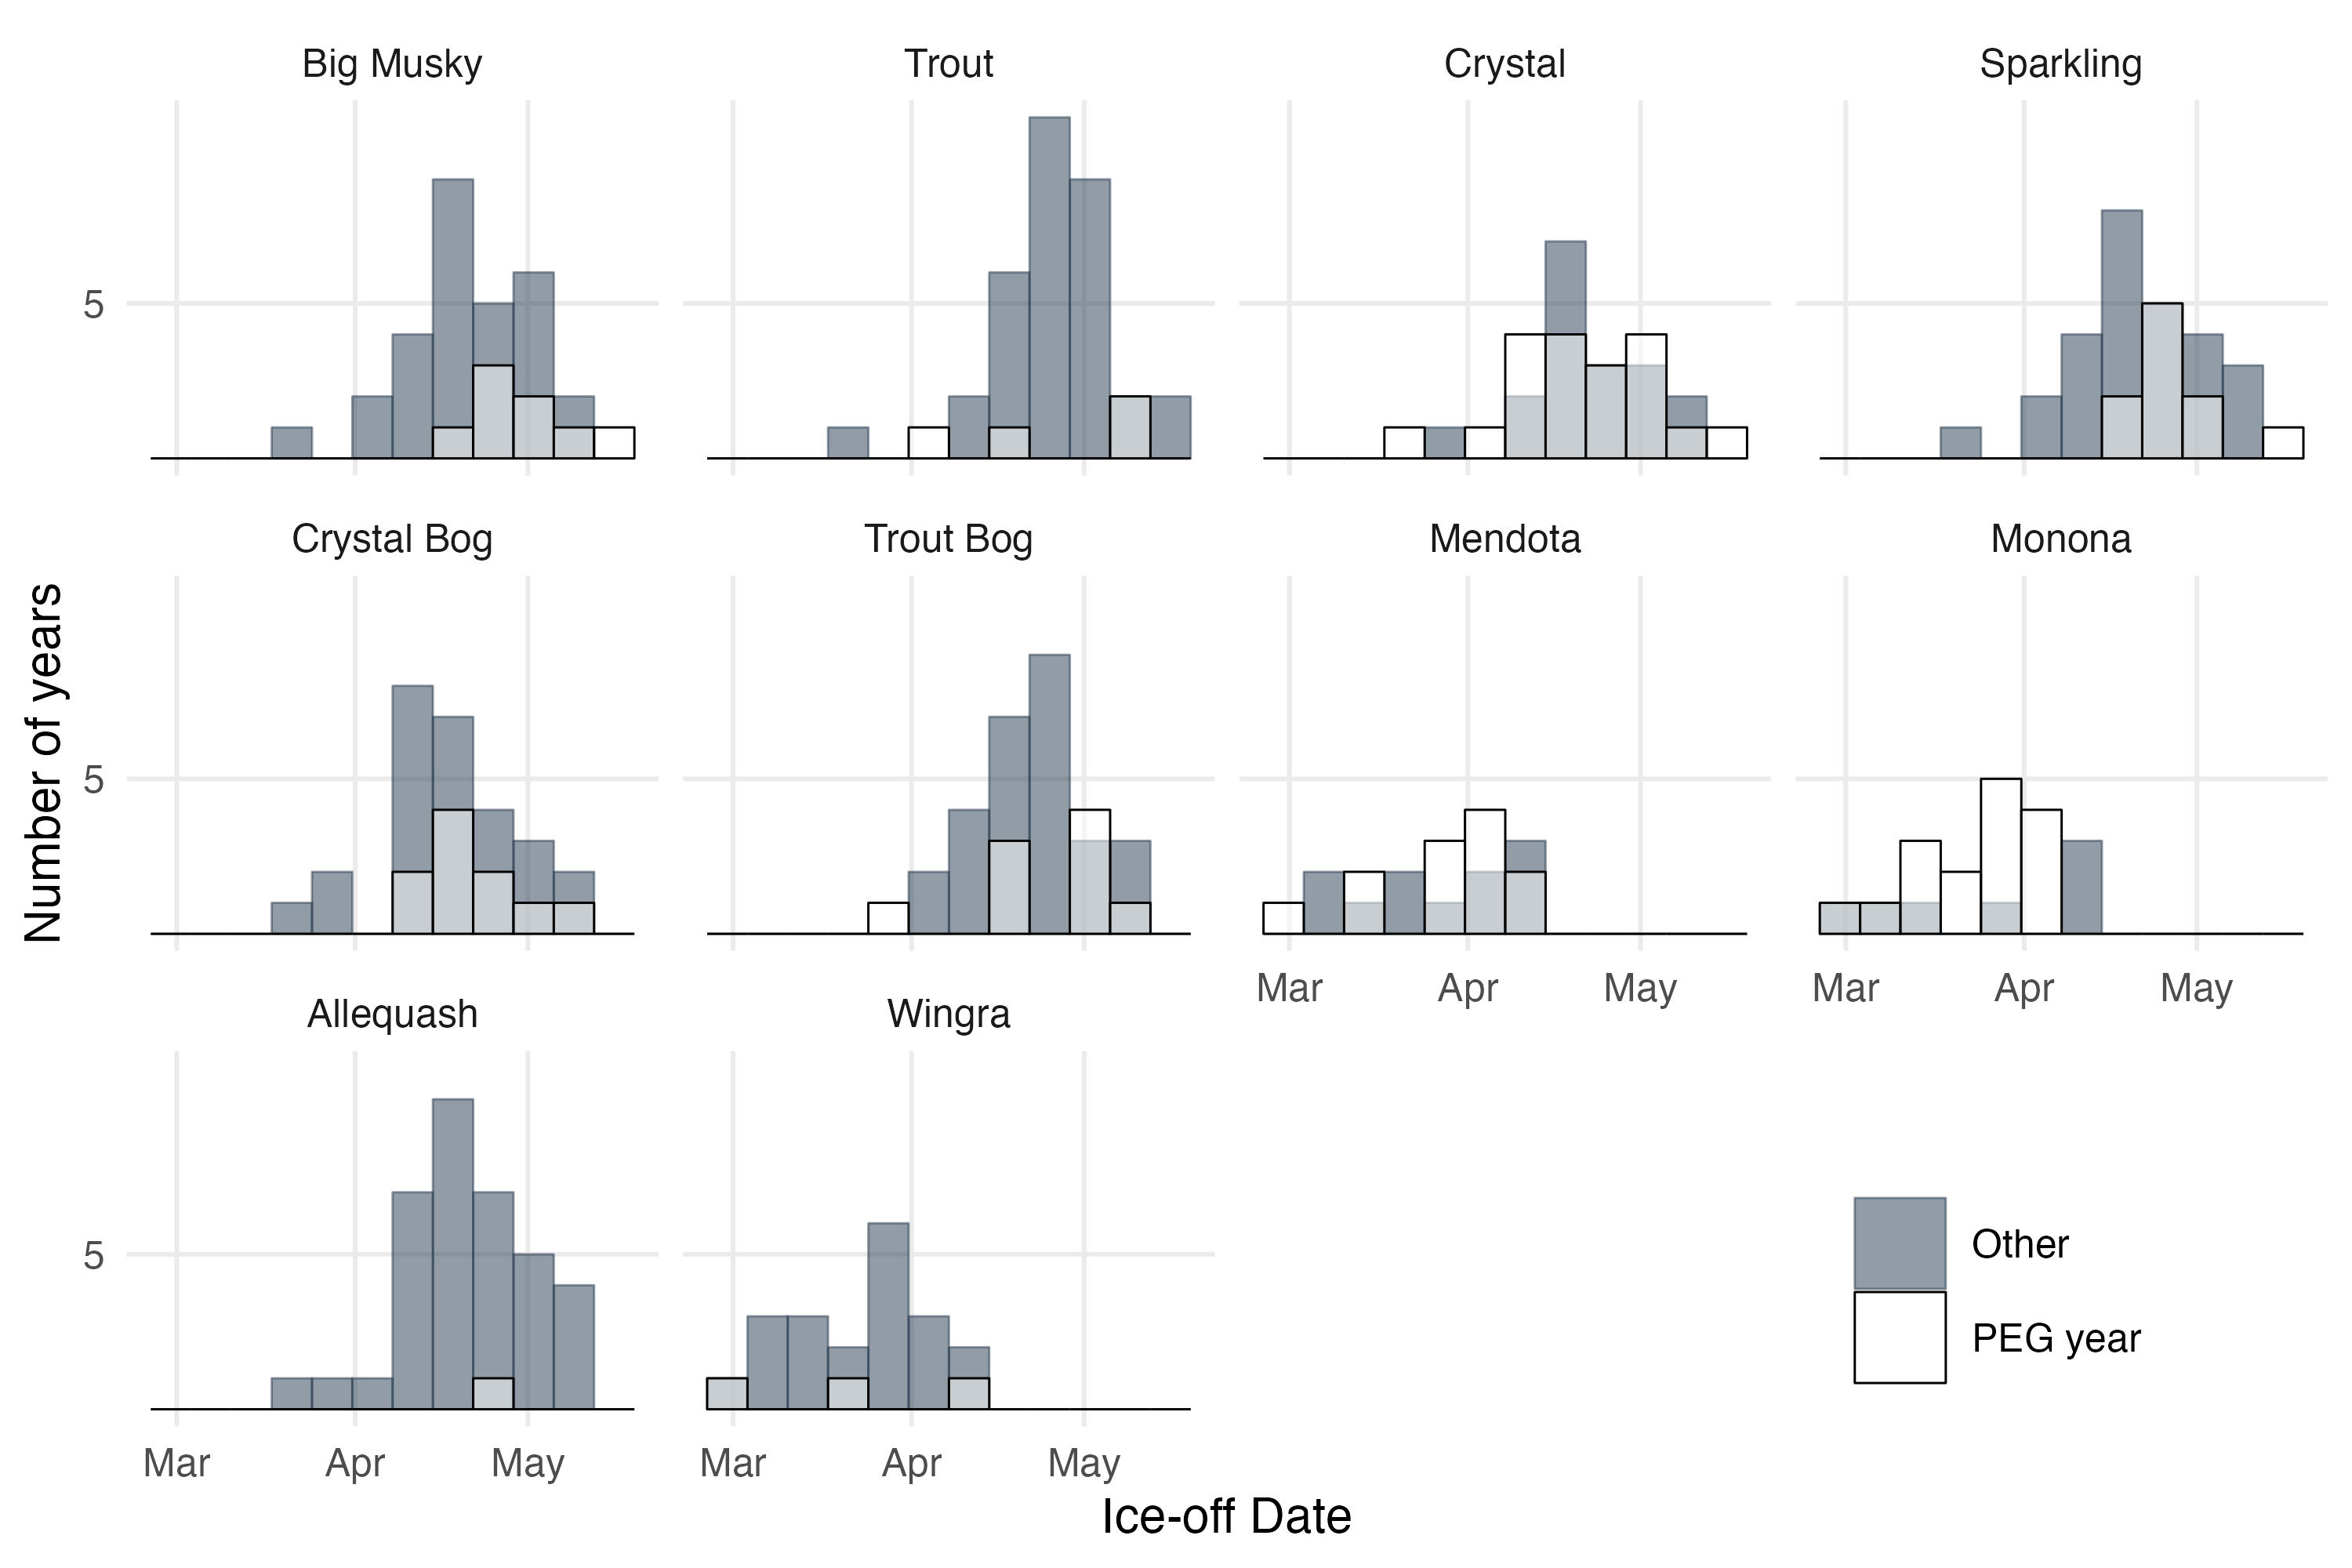 Big Musky
Trout
Crystal
Sparkling
5
Crystal Bog
Trout Bog
Mendota
Monona
5
Number of years
Mar Apr May
Mar Apr May
Allequash
Wingra
5
Other
PEG year
Mar Apr May
Mar Apr May
Ice-off Date